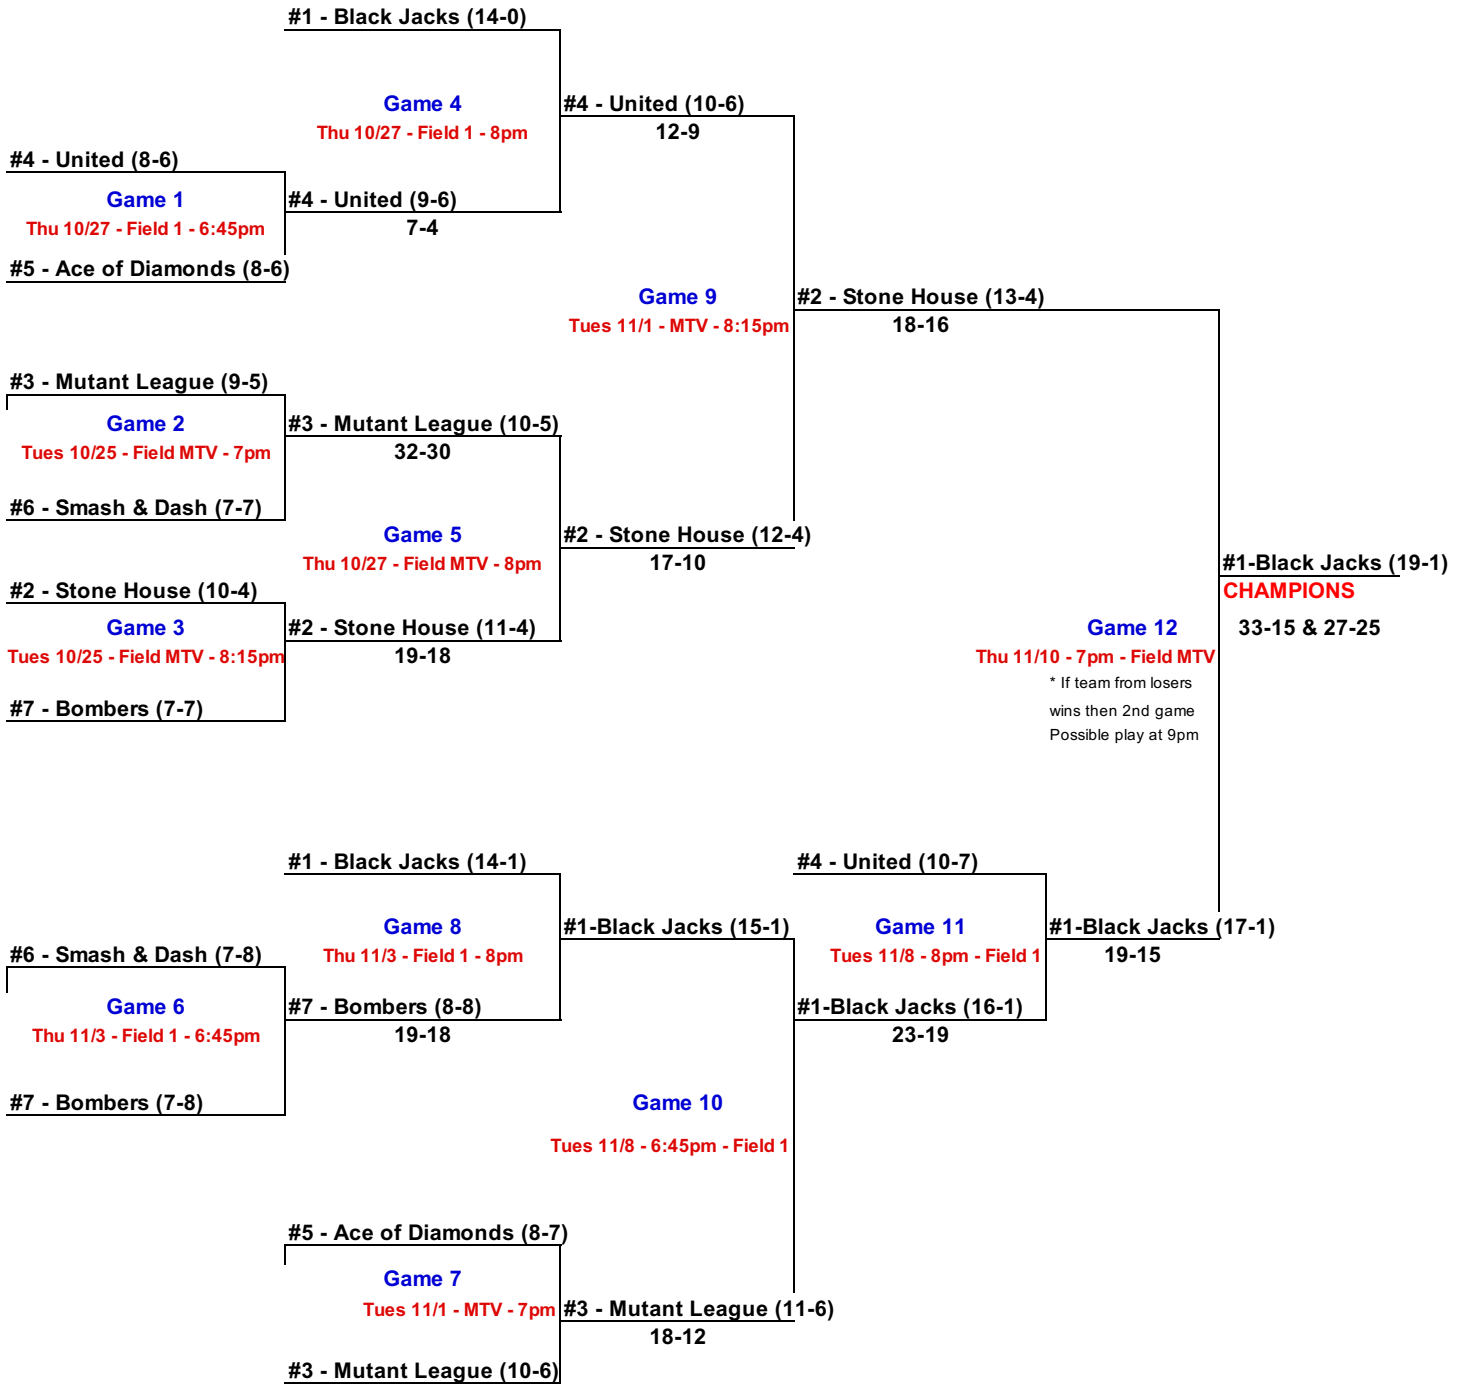 #1 - Black Jacks (14-0)
Game 4
#4 - United (10-6)
Thu 10/27 - Field 1 - 8pm
12-9
#4 - United (8-6)
Game 1
#4 - United (9-6)
Thu 10/27 - Field 1 - 6:45pm
7-4
#5 - Ace of Diamonds (8-6)
Game 9
#2 - Stone House (13-4)
Tues 11/1 - MTV - 8:15pm
18-16
#3 - Mutant League (9-5)
Game 2
#3 - Mutant League (10-5)
Tues 10/25 - Field MTV - 7pm
32-30
#6 - Smash & Dash (7-7)
Game 5
#2 - Stone House (12-4)
Thu 10/27 - Field MTV - 8pm
17-10
#1-Black Jacks (19-1)
#2 - Stone House (10-4)
CHAMPIONS
Game 3
#2 - Stone House (11-4)
Game 12
33-15 & 27-25
Tues 10/25 - Field MTV - 8:15pm
19-18
Thu 11/10 - 7pm - Field MTV
* If team from losers
#7 - Bombers (7-7)
wins then 2nd game
Possible play at 9pm
#1 - Black Jacks (14-1)
#4 - United (10-7)
Game 8
#1-Black Jacks (15-1)
Game 11
#1-Black Jacks (17-1)
#6 - Smash & Dash (7-8)
Thu 11/3 - Field 1 - 8pm
Tues 11/8 - 8pm - Field 1
19-15
Game 6
#7 - Bombers (8-8)
#1-Black Jacks (16-1)
Thu 11/3 - Field 1 - 6:45pm
19-18
23-19
#7 - Bombers (7-8)
Game 10
Tues 11/8 - 6:45pm - Field 1
#5 - Ace of Diamonds (8-7)
Game 7
Tues 11/1 - MTV - 7pm
#3 - Mutant League (11-6)
18-12
#3 - Mutant League (10-6)